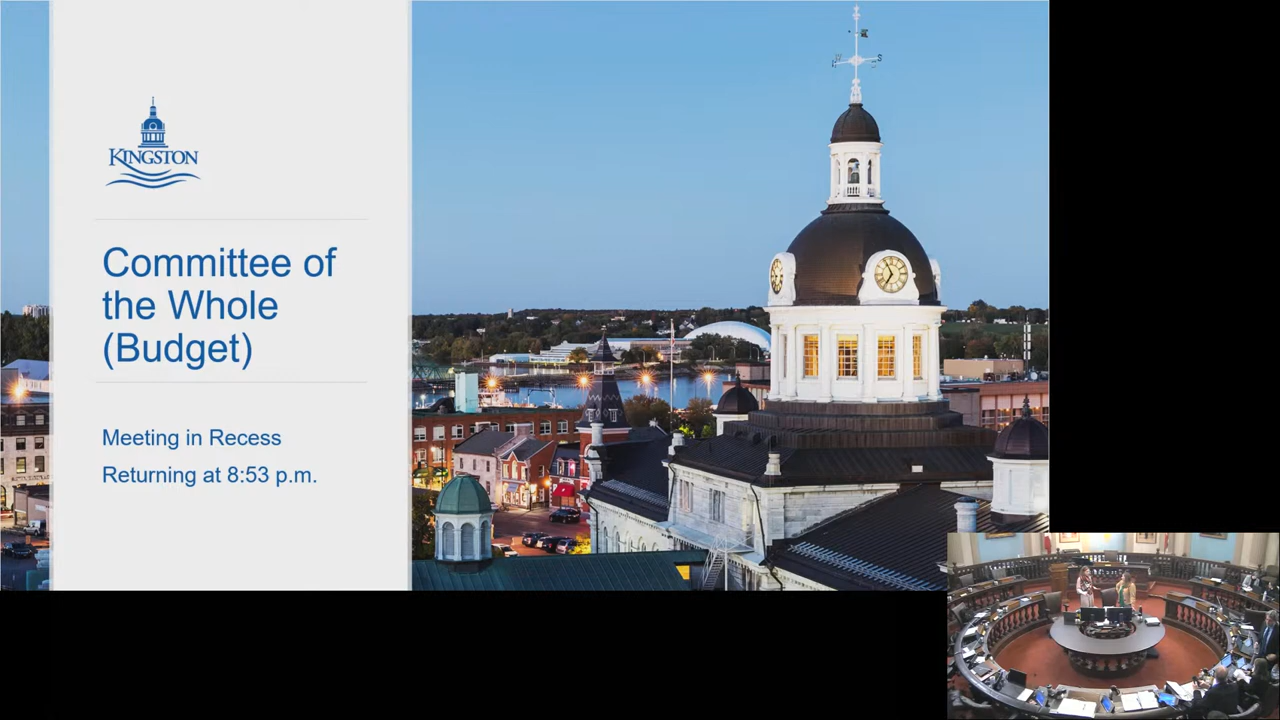 KINGSTON
Committee of
the Whole
(Budget)
Meeting in Recess
Returning at 8:53 p.m.